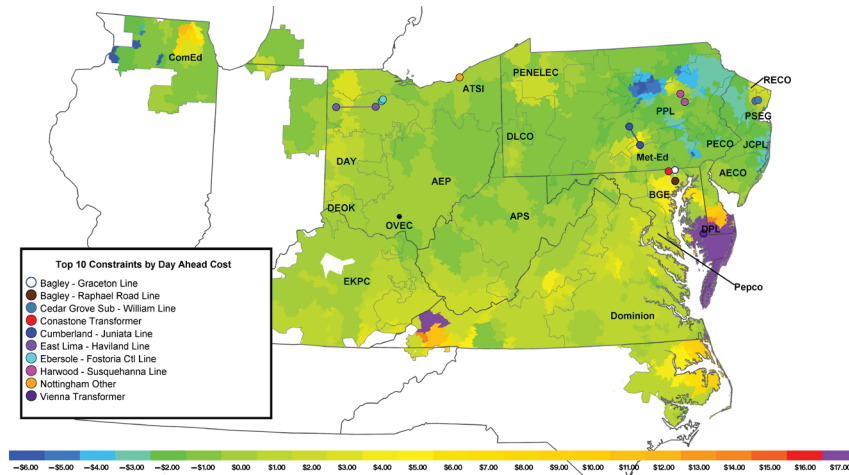 ComEd
RECO
PENELEC
ATSI
PPL
PSEG
DLCO
PECO
JCPL
Met-Ed
DAY
AECO
AEP
BGE
DEOK
APS
OVEC
DPL
EKPC
Pepco
Dominion
Top 10 Constraints by Day Ahead Cost
Bagley - Graceton Line
Bagley - Raphael Road Line
Cedar Grove Sub - William Line
Conastone Transformer
Cumberland - Juniata Line
East Lima - Haviland Line
Ebersole - Fostoria Ctl Line
Harwood - Susquehanna Line
Nottingham Other
Vienna Transformer
−$6.00 −$5.00 −$4.00 −$3.00 −$2.00 −$1.00 $0.00 $1.00 $2.00 $3.00 $4.00 $5.00 $6.00 $7.00 $8.00 $9.00 $10.00 $11.00 $12.00 $13.00 $14.00 $15.00 $16.00 $17.00